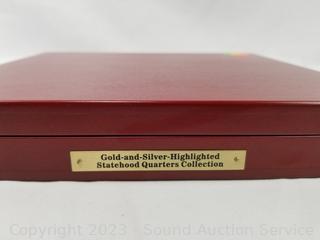 Gold-and-Silver-Highlighted
Statehood Quarters Collection
Copyright 2023 - Sound Auction Service